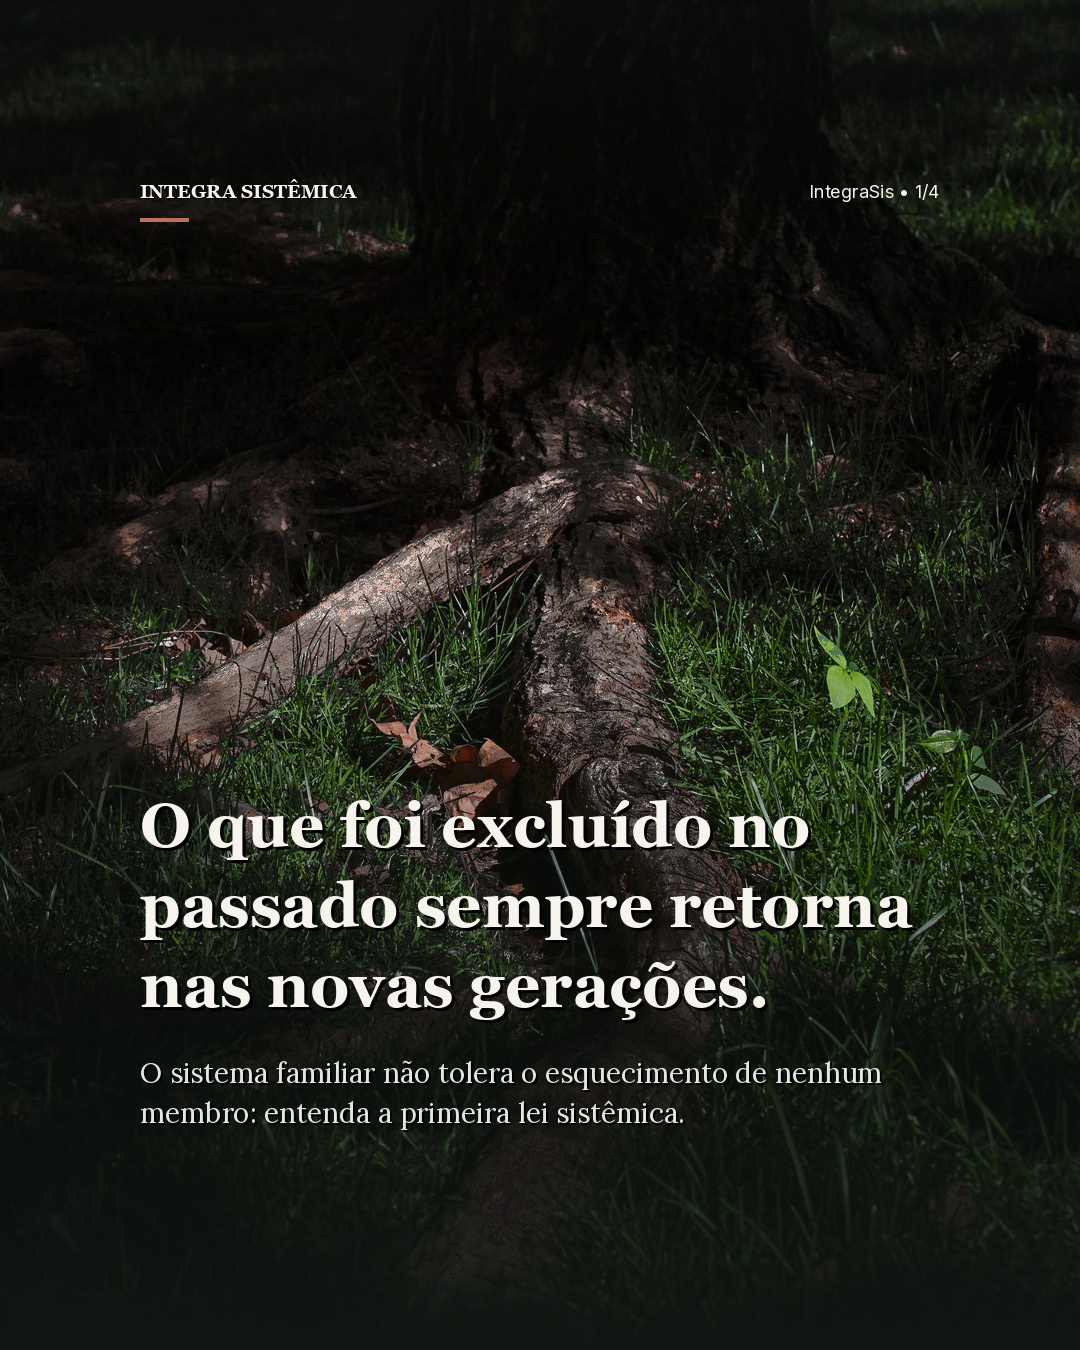 INTEGRA SISTÊMICA
IntegraSis • 1/4
O que foi excluído no
passado sempre retorna
nas novas gerações.
O sistema familiar não tolera o esquecimento de nenhum
membro: entenda a primeira lei sistêmica.